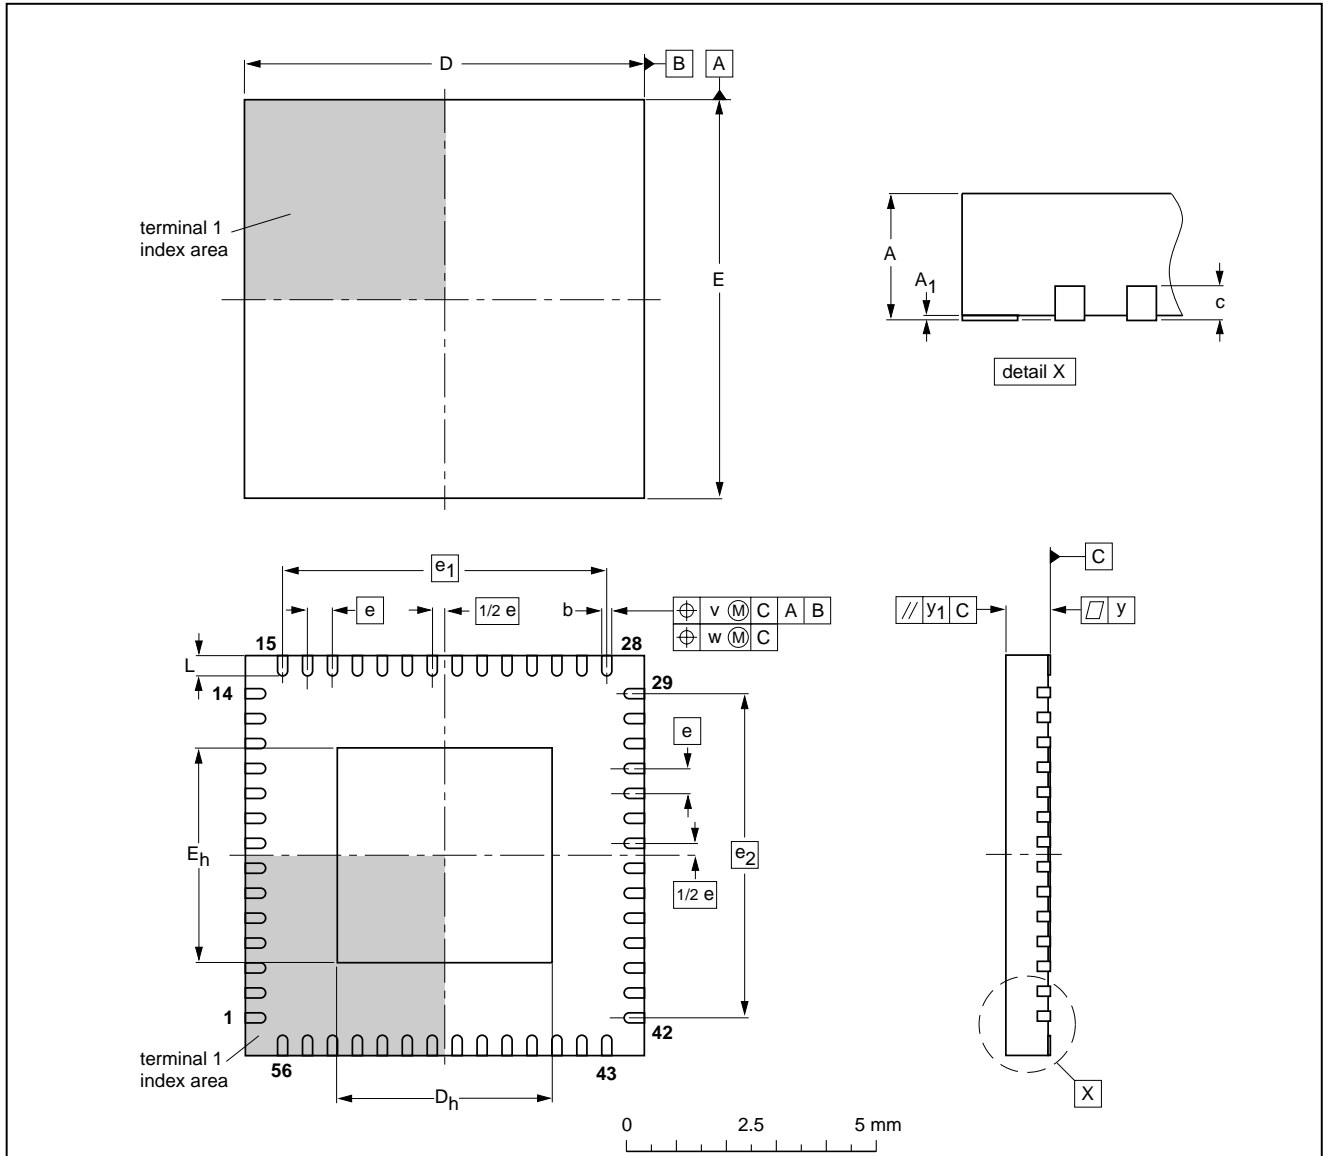 D
B
A
terminal 1
index area
E
A
A1
c
detail X
e1
e
1/2 e
b
v M C A B
w M C
C
// y1 C
y
15
28
L
14
29
e
Eh
e2
1/2 e
1
42
terminal 1
index area
56
43
Dh
X
0
2.5
5 mm